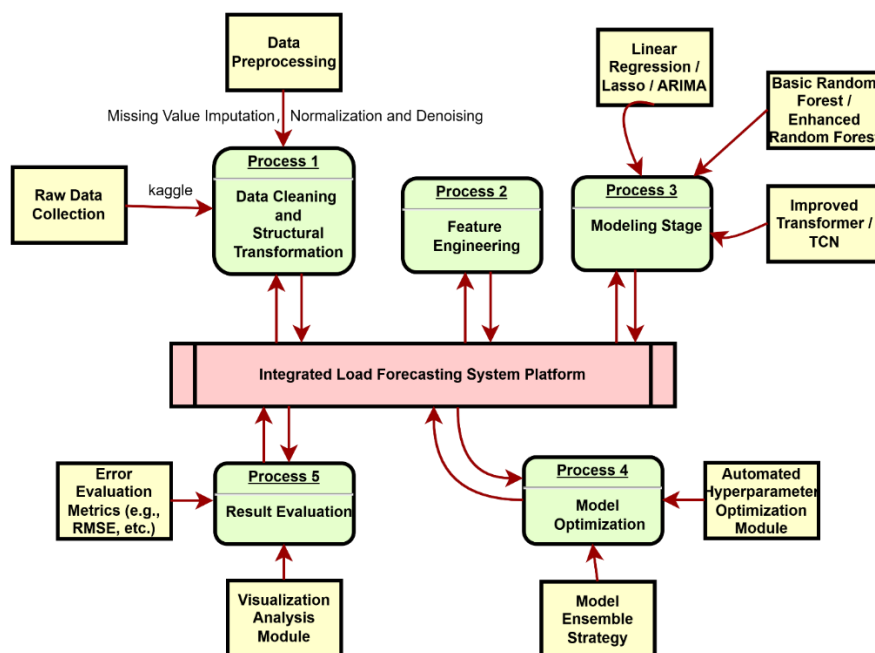 Data
Preprocessing
Linear
Regression /
Lasso / ARIMA
Basic Random
Forest /
Enhanced
Random Forest
Missing Value Imputation, Normalization and Denoising
Process 1
Data Cleaning
and
Structural
Transformation
kaggle
Raw Data
Collection
Process 2
Feature
Engineering
Process 3
Modeling Stage
Improved
Transformer /
TCN
Integrated Load Forecasting System Platform
Error
Evaluation
Metrics (e.g.,
RMSE, etc.)
Process 5
Result Evaluation
Process 4
Model
Optimization
Automated
Hyperparameter
Optimization
Module
Visualization
Analysis
Module
Model
Ensemble
Strategy